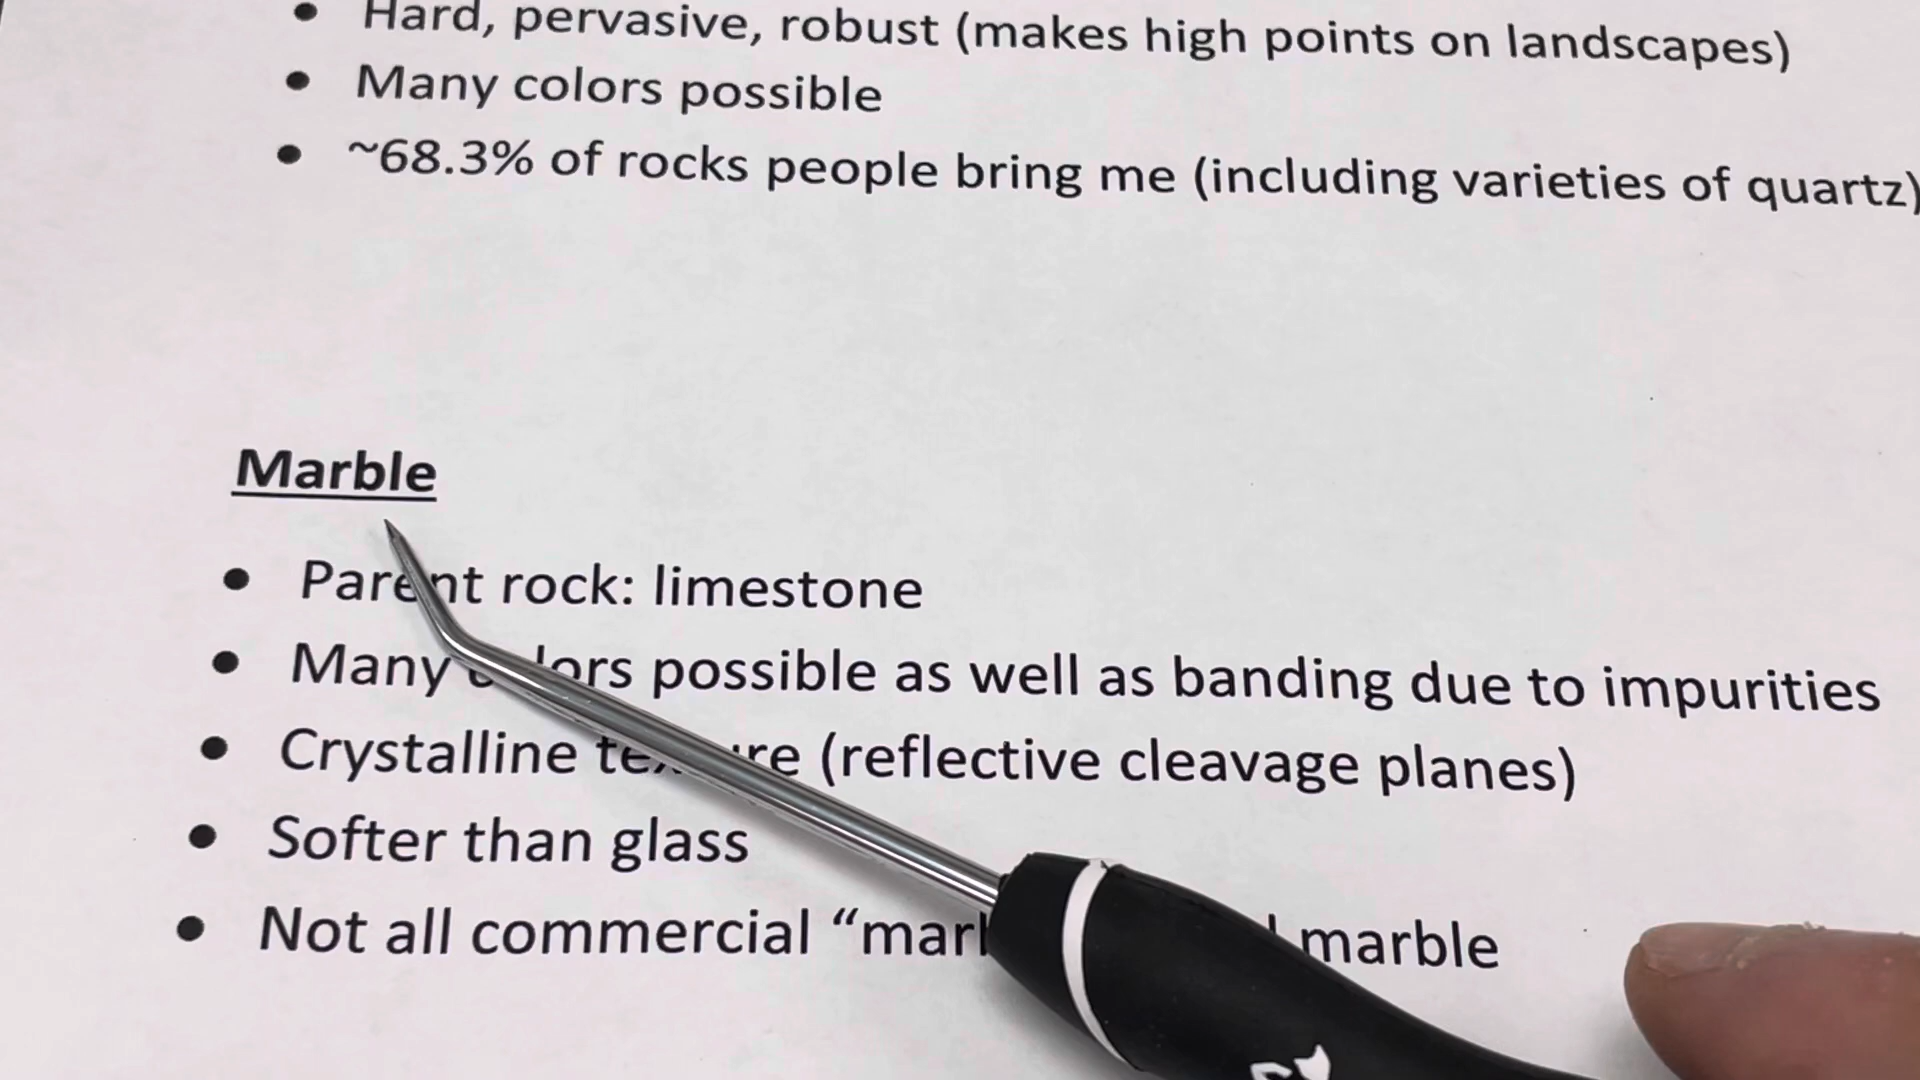 Hard, pervasive, robust (makes high points on landscapes)
Many colors possible
~68.3% of rocks people bring me (including varieties of quartz)
Marble
Parent rock: limestone
Many possible as well as banding due to impurities
Crystalline (reflective cleavage planes)
Softer than glass
Not all commercial marble